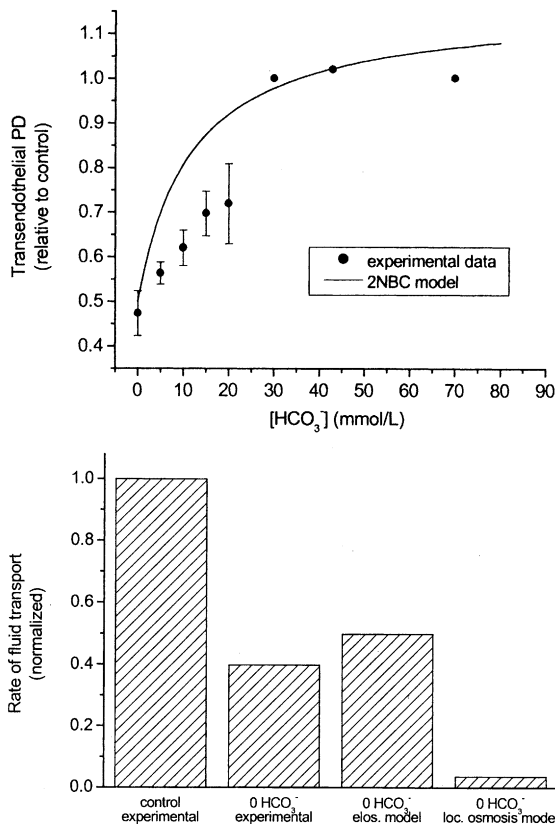 1.1
1.0
0.9
0.8
0.7
0.6
0.5
0.4
Transendothelial PD
(relative to control)
experimental data
2NBC model
0 10 20 30 40 50 60 70 80 90
[HCO₃⁻] (mmol/L)
1.0
0.8
0.6
0.4
0.2
0.0
Rate of fluid transport
(normalized)
control
experimental
0 HCO₃⁻
experimental
0 HCO₃⁻
elos. model
0 HCO₃⁻
loc. osmosis mode